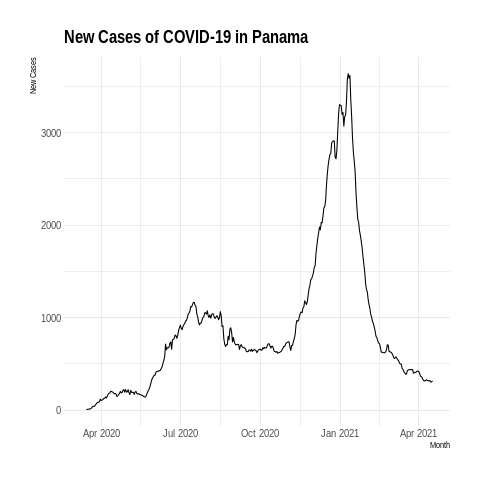 New Cases of COVID-19 in Panama
New Cases
3000
2000
1000
0
Apr 2020 Jul 2020 Oct 2020 Jan 2021 Apr 2021
Month